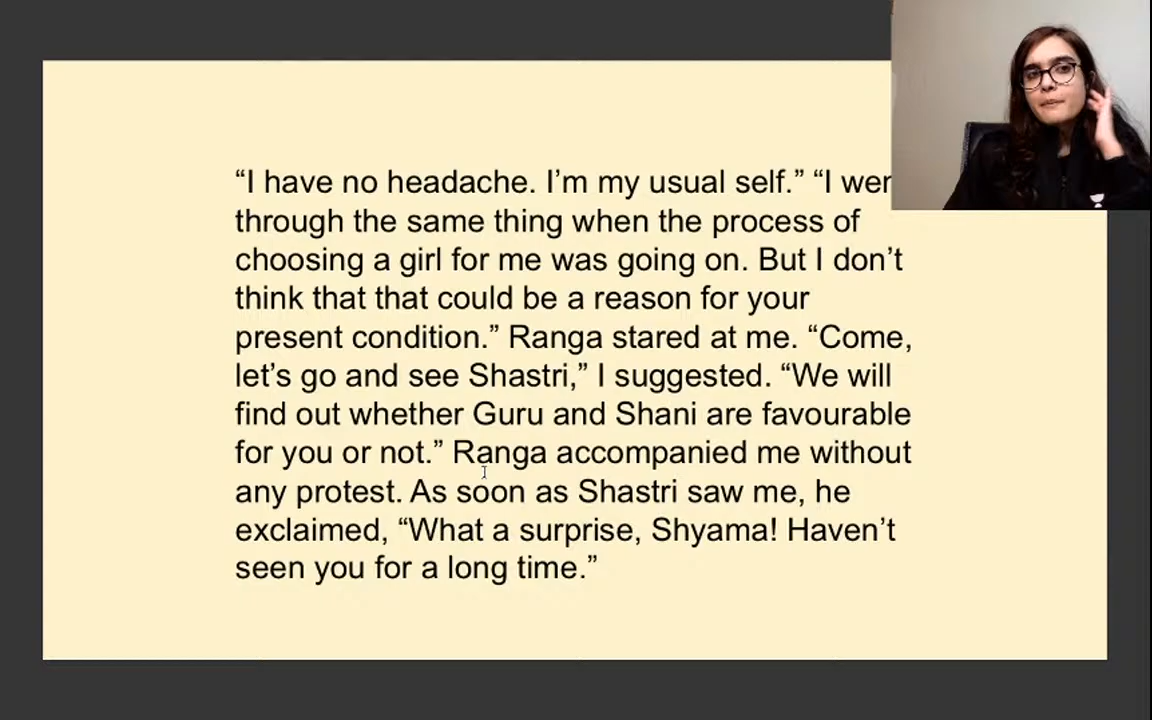 “I have no headache. I’m my usual self.” “I
through the same thing when the process of
choosing a girl for me was going on. But I don’t
think that that could be a reason for your
present condition.” Ranga stared at me. “Come,
let’s go and see Shastri,” I suggested. “We will
find out whether Guru and Shani are favourable
for you or not.” Ranga accompanied me without
any protest. As soon as Shastri saw me, he
exclaimed, “What a surprise, Shyama! Haven’t
seen you for a long time.”